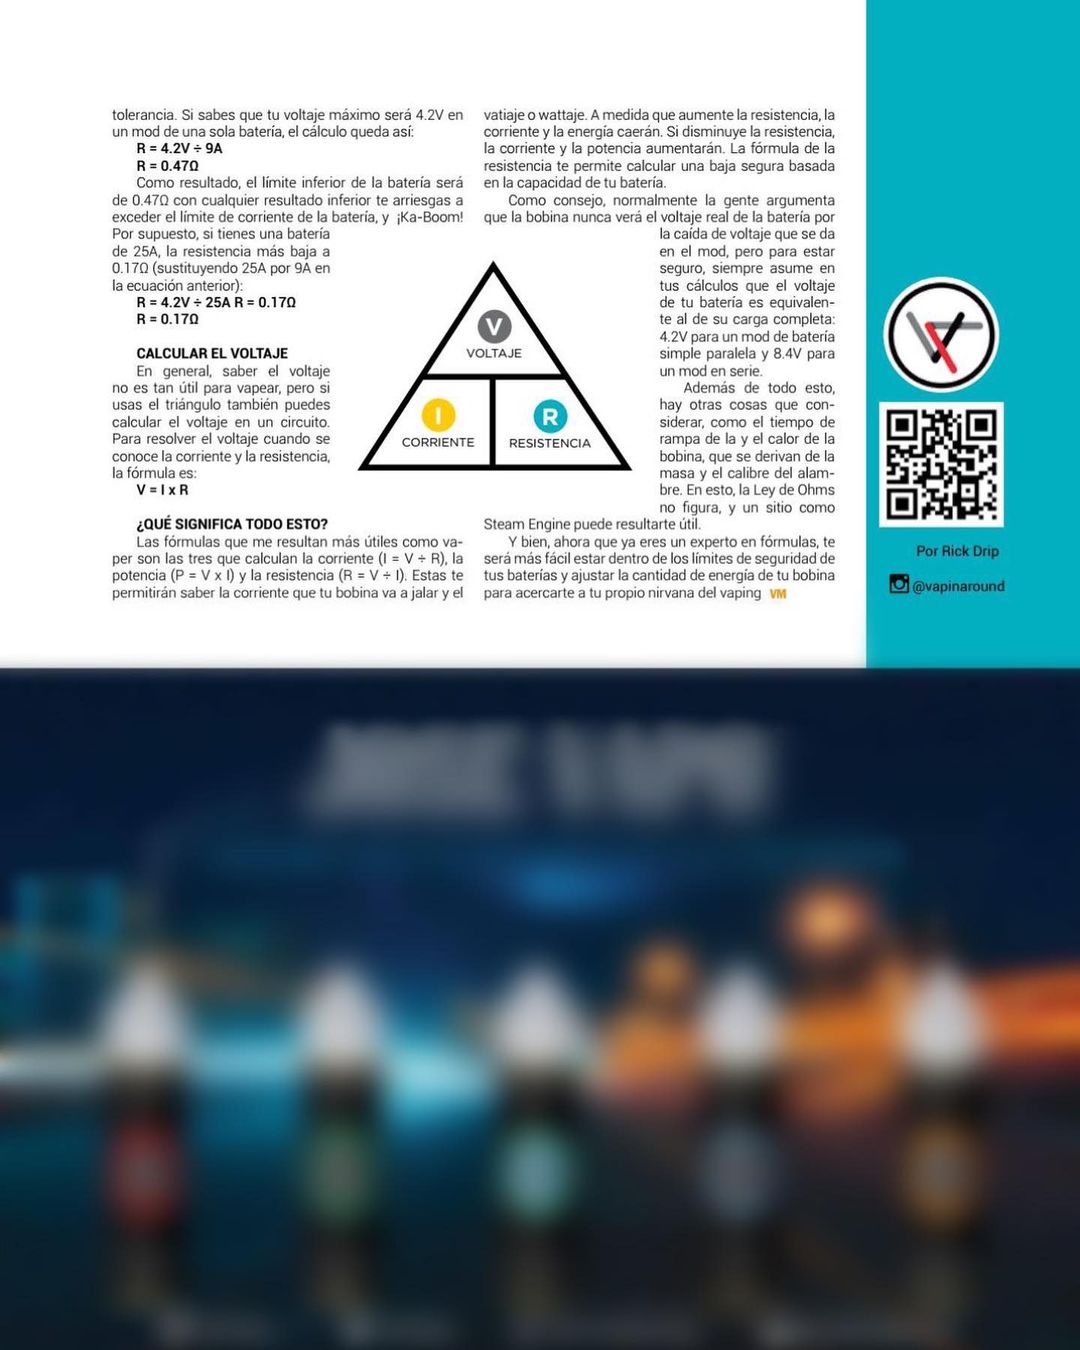 tolerancia. Si sabes que tu voltaje máximo será 4.2V en
un mod de una sola batería, el cálculo queda así:
R = 4.2V ÷ 9A
R = 0.47Ω
Como resultado, el límite inferior de la batería será
de 0.47Ω con cualquier resultado inferior te arriesgas a
exceder el límite de corriente de la batería, y ¡Ka-Boom!
Por supuesto, si tienes una batería
de 25A, la resistencia más baja a
0.17Ω (sustituyendo 25A por 9A en
la ecuación anterior):
R = 4.2V ÷ 25A R = 0.17Ω
R = 0.17Ω
CALCULAR EL VOLTAJE
En general, saber el voltaje
no es tan útil para vapear, pero si
usas el triángulo también puedes
calcular el voltaje en un circuito.
Para resolver el voltaje cuando se
conoce la corriente y la resistencia,
la fórmula es:
V = I x R
¿QUÉ SIGNIFICA TODO ESTO?
Las fórmulas que me resultan más útiles como va-
per son las tres que calculan la corriente (I = V ÷ R), la
potencia (P = V x I) y la resistencia (R = V ÷ I). Estas te
permitirán saber la corriente que tu bobina va a jalar y el
vatiaje o wattaje. A medida que aumente la resistencia, la
corriente y la energía caerán. Si disminuye la resistencia,
la corriente y la potencia aumentarán. La fórmula de la
resistencia te permite calcular una baja segura basada
en la capacidad de tu batería.
Como consejo, normalmente la gente argumenta
que la bobina nunca verá el voltaje real de la batería por
la caída de voltaje que se da
en el mod, pero para estar
seguro, siempre asume en
tus cálculos que el voltaje
de tu batería es equivalen-
te al de su carga completa:
4.2V para un mod de batería
simple paralela y 8.4V para
un mod en serie.
Además de todo esto,
hay otras cosas que con-
siderar, como el tiempo de
rampa de la y el calor de la
bobina, que se derivan de la
masa y el calibre del alam-
bre. En esto, la Ley de Ohms
no figura, y un sitio como
Steam Engine puede resultarte útil.
Y bien, ahora que ya eres un experto en fórmulas, te
será más fácil estar dentro de los límites de seguridad de
tus baterías y ajustar la cantidad de energía de tu bobina
para acercarte a tu propio nirvana del vaping VM
V
VOLTAJE
I
CORRIENTE
R
RESISTENCIA
Por Rick Drip
@vapinaround